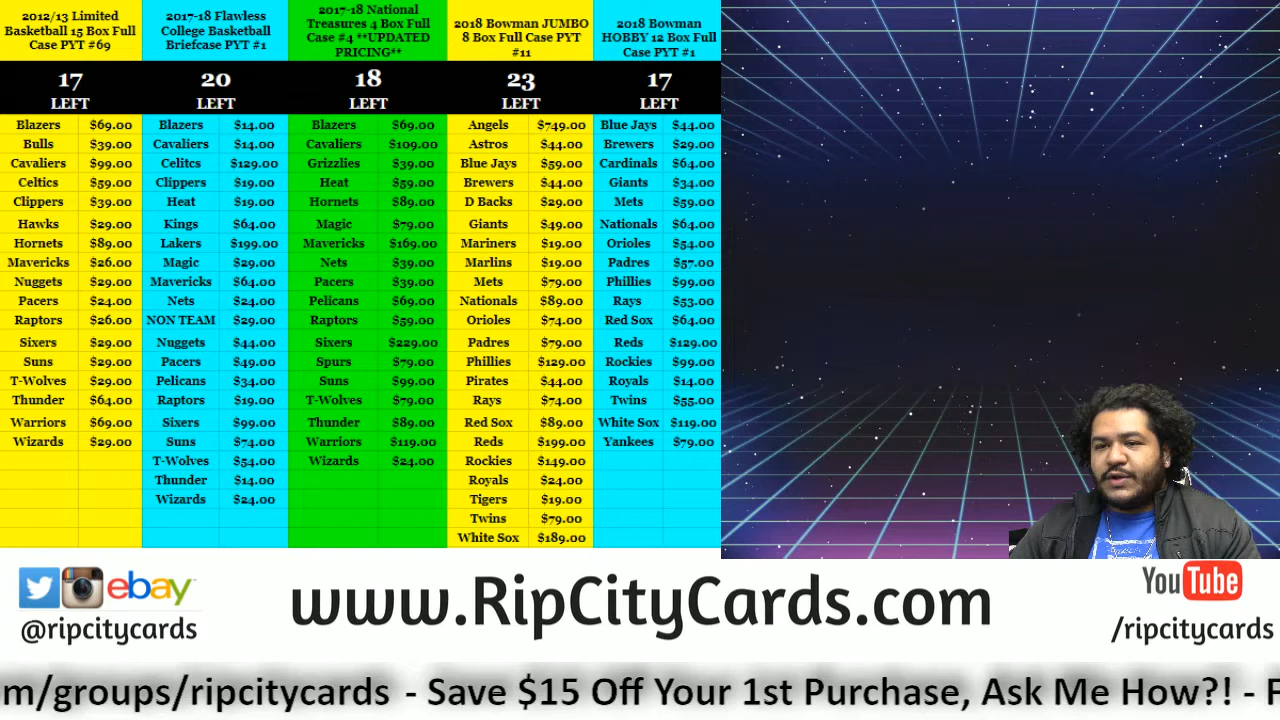 2012/13 Limited
Basketball 15 Box Full
Case PYT #69
17
LEFT
Blazers $69.00
Bulls $39.00
Cavaliers $99.00
Celtics $59.00
Clippers $39.00
Hawks $29.00
Hornets $89.00
Mavericks $26.00
Nuggets $29.00
Pacers $24.00
Raptors $26.00
Sixers $29.00
Suns $29.00
T-Wolves $29.00
Thunder $64.00
Warriors $69.00
Wizards $29.00
2017-18 Flawless
College Basketball
Briefcase PYT #1
20
LEFT
Blazers $14.00
Cavaliers $14.00
Celitcs $129.00
Clippers $19.00
Heat $19.00
Kings $64.00
Lakers $199.00
Magic $29.00
Mavericks $64.00
Nets $24.00
NON TEAM $29.00
Nuggets $44.00
Pacers $49.00
Pelicans $34.00
Raptors $19.00
Sixers $99.00
Suns $74.00
T-Wolves $54.00
Thunder $14.00
Wizards $24.00
2017-18 National
Treasures 4 Box Full
Case #4 **UPDATED
PRICING**
18
LEFT
Blazers $69.00
Cavaliers $109.00
Grizzlies $39.00
Heat $59.00
Hornets $89.00
Magic $79.00
Mavericks $169.00
Nets $39.00
Pacers $39.00
Pelicans $69.00
Raptors $59.00
Sixers $229.00
Spurs $79.00
Suns $99.00
T-Wolves $79.00
Thunder $89.00
Warriors $119.00
Wizards $24.00
2018 Bowman JUMBO
8 Box Full Case PYT
#11
23
LEFT
Angels $749.00
Astros $44.00
Blue Jays $59.00
Brewers $44.00
D Backs $29.00
Giants $49.00
Mariners $19.00
Marlins $19.00
Mets $79.00
Nationals $89.00
Orioles $74.00
Padres $79.00
Phillies $129.00
Pirates $44.00
Rays $74.00
Red Sox $89.00
Reds $199.00
Rockies $149.00
Royals $24.00
Tigers $19.00
Twins $79.00
White Sox $189.00
2018 Bowman
HOBBY 12 Box Full
Case PYT #1
17
LEFT
Blue Jays $44.00
Brewers $29.00
Cardinals $64.00
Giants $34.00
Mets $59.00
Nationals $64.00
Orioles $54.00
Padres $57.00
Phillies $99.00
Rays $53.00
Red Sox $64.00
Reds $129.00
Rockies $99.00
Royals $14.00
Twins $55.00
White Sox $119.00
Yankees $79.00
ebay
@ripcitycards
www.RipCityCards.com
YouTube
/ripcitycards
m/groups/ripcitycards - Save $15 Off Your 1st Purchase, Ask Me How?! - F